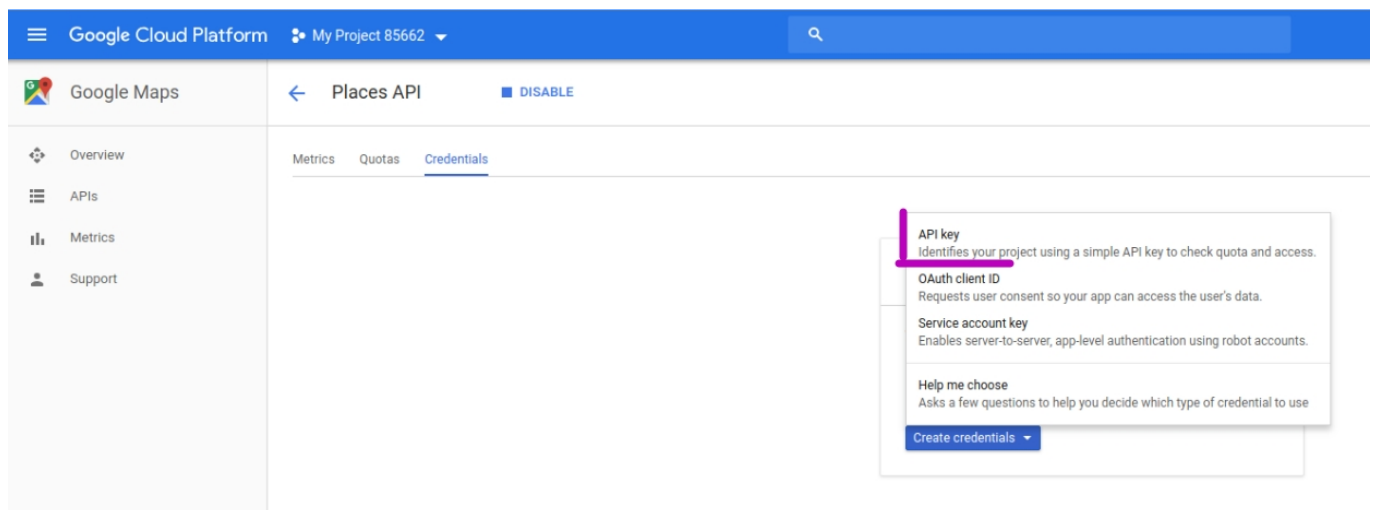 Google Cloud Platform My Project 85662
Google Maps
Places API DISABLE
Overview
APIs
Metrics
Support
Metrics Quotas Credentials
API key
Identifies your project using a simple API key to check quota and access.
OAuth client ID
Requests user consent so your app can access the user's data.
Service account key
Enables server-to-server, app-level authentication using robot accounts.
Help me choose
Asks a few questions to help you decide which type of credential to use
Create credentials